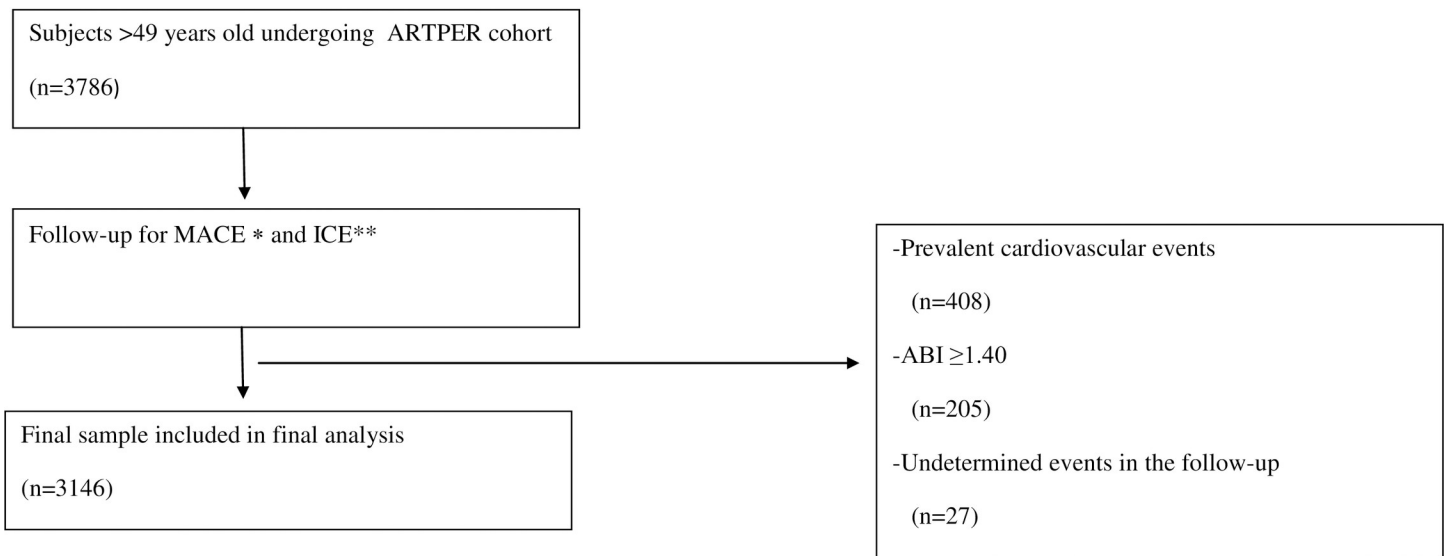 Subjects >49 years old undergoing ARTPER cohort
(n=3786)
Follow-up for MACE * and ICE**
-Prevalent cardiovascular events
(n=408)
-ABI ≥1.40
(n=205)
-Undetermined events in the follow-up
(n=27)
Final sample included in final analysis
(n=3146)